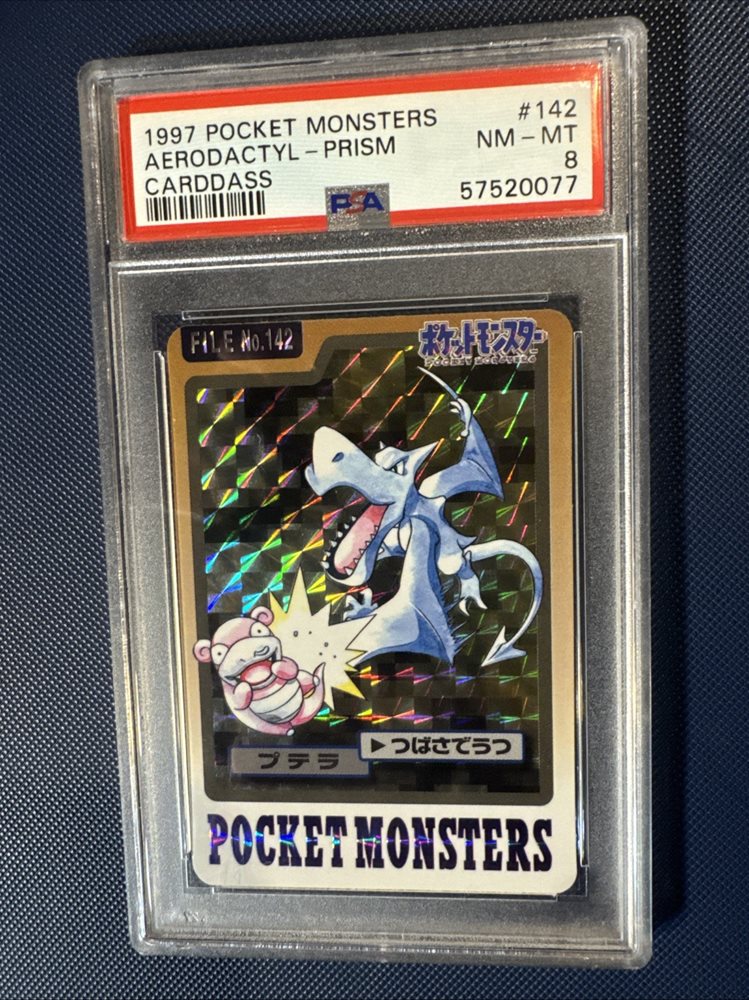 1997 POCKET MONSTERS #142
AERODACTYL-PRISM NM-MT
CARDDASS 8
PSA 57520077
FILE No.142
ポケットモンスター
POCKET MONSTERS
▶つばさでうつ
プテラ
POCKET MONSTERS